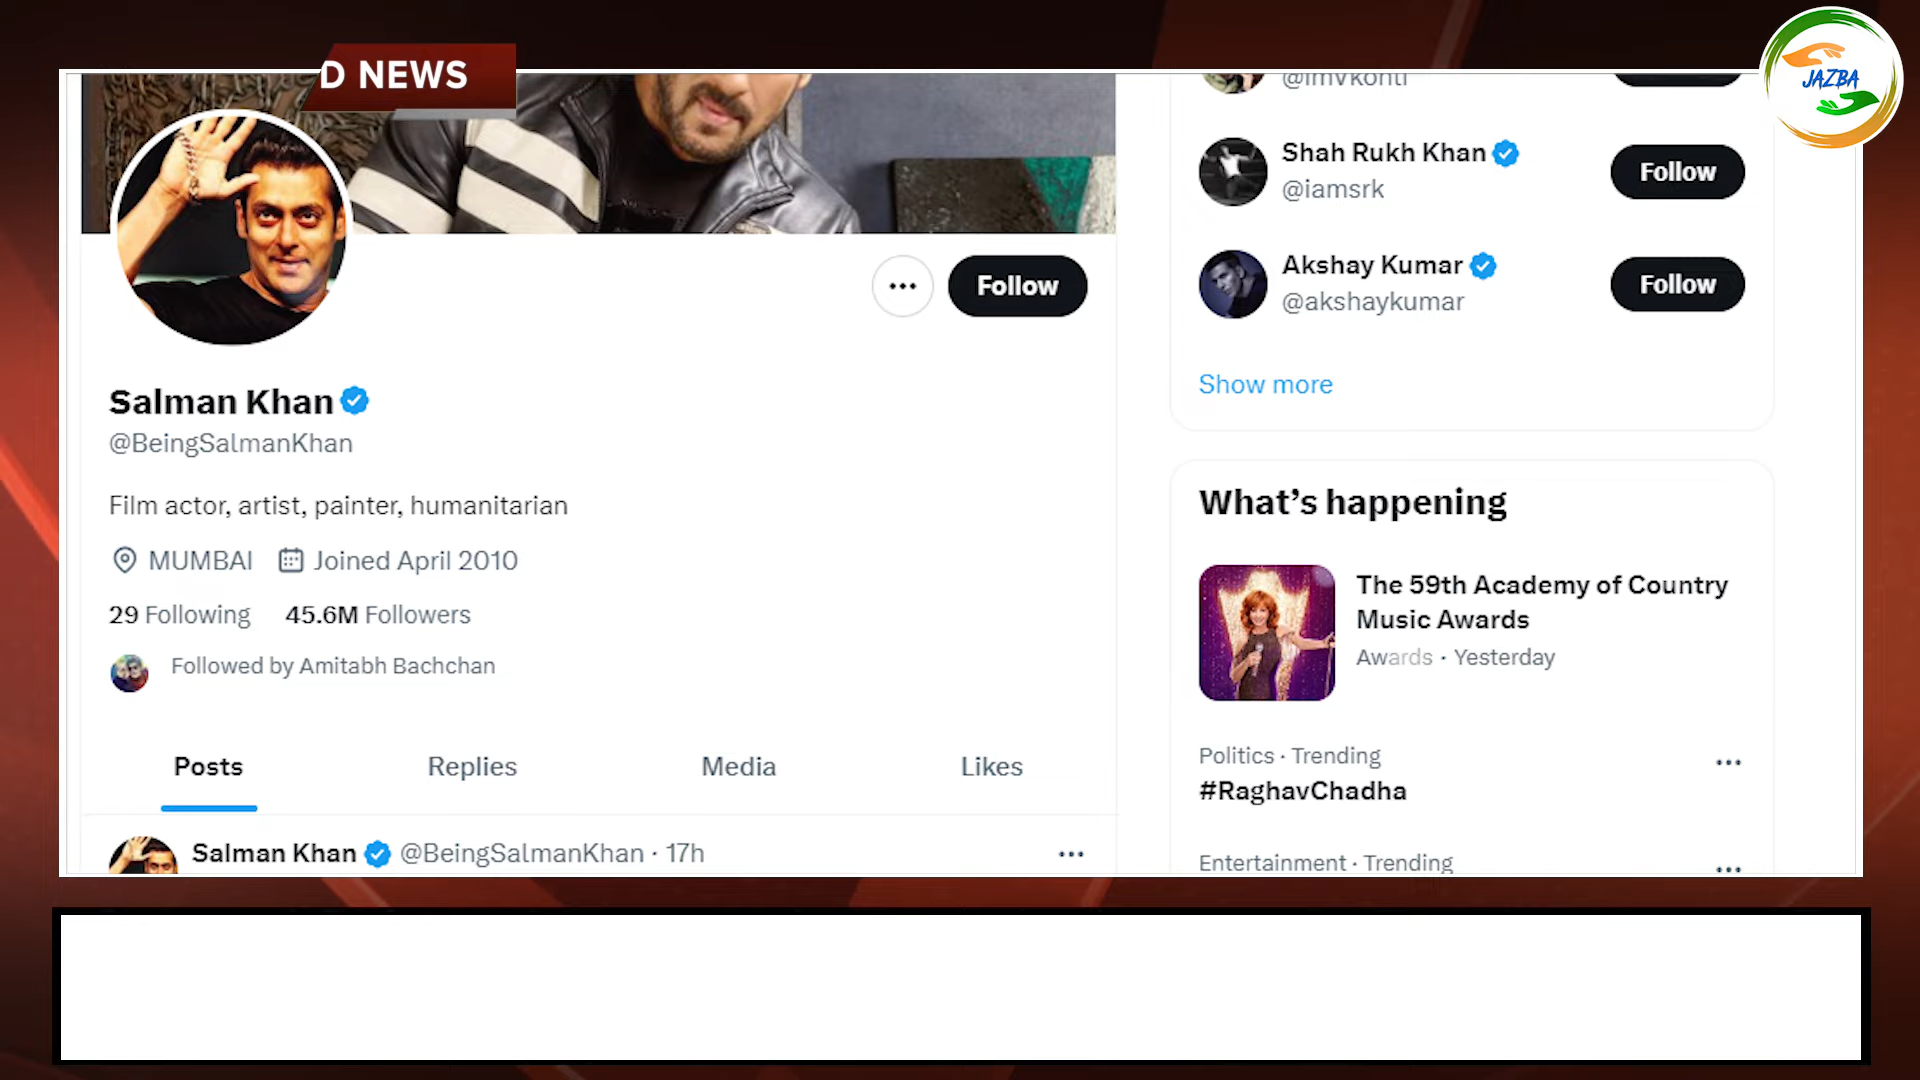 D NEWS
JAZBA
Shah Rukh Khan
@iamsrk
Follow
Akshay Kumar
@akshaykumar
Follow
Show more
Follow
Salman Khan
@BeingSalmanKhan
Film actor, artist, painter, humanitarian
MUMBAI Joined April 2010
29 Following 45.6M Followers
Followed by Amitabh Bachchan
Posts Replies Media Likes
Salman Khan @BeingSalmanKhan · 17h
What’s happening
The 59th Academy of Country
Music Awards
Awards · Yesterday
Politics · Trending
#RaghavChadha
Entertainment · Trending